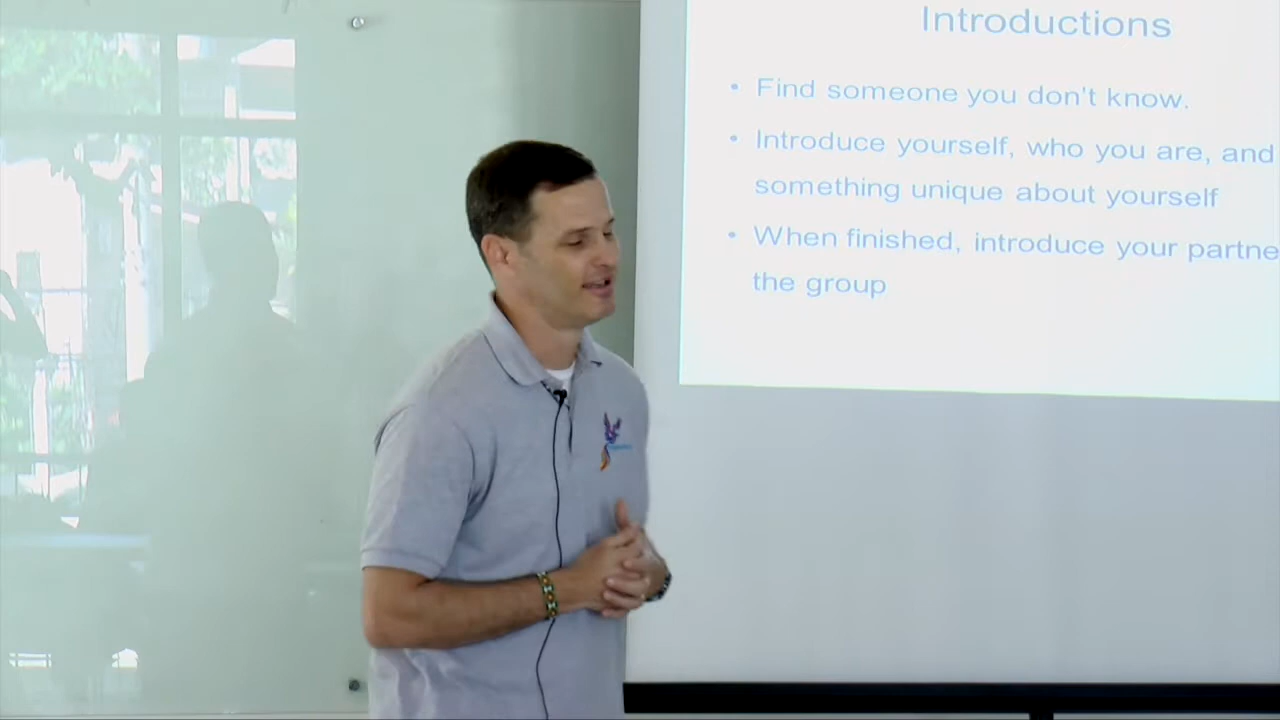 Introductions
• Find someone you don't know.
• Introduce yourself, who you are, and
something unique about yourself
• When finished, introduce your partne
the group